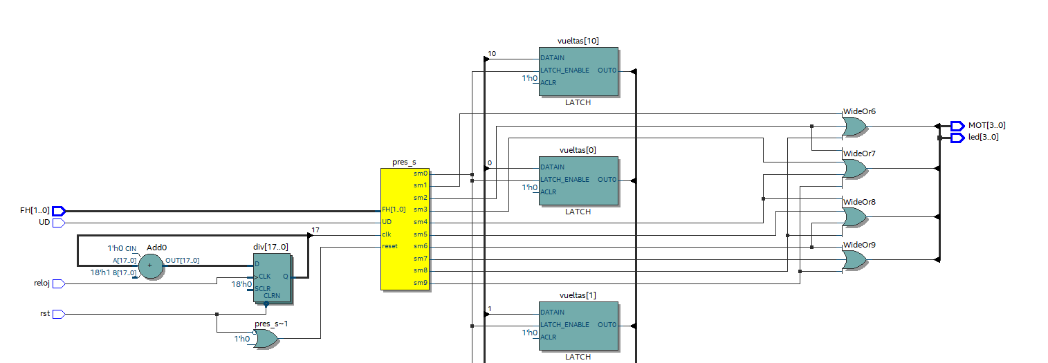 vueltas[10]
10
DATAIN
LATCH_ENABLE OUT0
1'h0
ACLR
LATCH
WideOr6
MOT[3..0]
led[3..0]
vueltas[0]
WideOr7
pres_s
0
DATAIN
sm0
LATCH_ENABLE OUT0
sm1
1'h0
ACLR
sm2
LATCH
WideOr8
FH[1..0]
FH[1..0]
sm3
UD
UD
sm4
17
clk
sm5
1'h0 CIN
Add0
div[17..0]
reset
sm6
WideOr9
A[17..0]
OUT[17..0]
D
sm7
+
18'h1 B[17..0]
CLK
Q
sm8
reloj
18'h0
SCLR
sm9
CLRN
vueltas[1]
rst
1
DATAIN
pres_s~1
LATCH_ENABLE OUT0
1'h0
1'h0
ACLR
LATCH